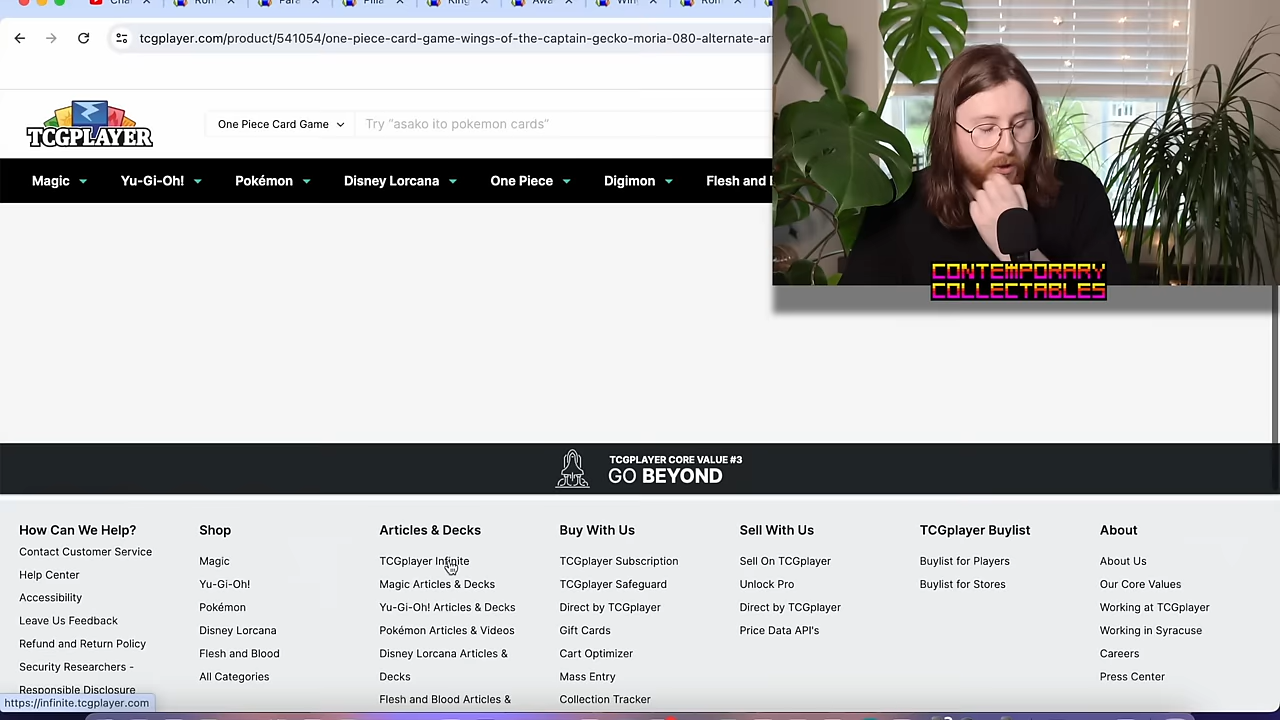 tcgplayer.com/product/541054/one-piece-card-game-wings-of-the-captain-gecko-moria-080-alternate-ar
TCGPLAYER
One Piece Card Game
Try "asako ito pokemon cards"
Magic
Yu-Gi-Oh!
Pokémon
Disney Lorcana
One Piece
Digimon
Flesh and
CONTEMPORARY
COLLECTABLES
TCGPLAYER CORE VALUE #3
GO BEYOND
How Can We Help?
Contact Customer Service
Help Center
Accessibility
Leave Us Feedback
Refund and Return Policy
Security Researchers -
Responsible Disclosure
https://infinite.tcgplayer.com
Shop
Magic
Yu-Gi-Oh!
Pokémon
Disney Lorcana
Flesh and Blood
All Categories
Articles & Decks
TCGplayer Infinite
Magic Articles & Decks
Yu-Gi-Oh! Articles & Decks
Pokémon Articles & Videos
Disney Lorcana Articles &
Decks
Flesh and Blood Articles &
Buy With Us
TCGplayer Subscription
TCGplayer Safeguard
Direct by TCGplayer
Gift Cards
Cart Optimizer
Mass Entry
Collection Tracker
Sell With Us
Sell On TCGplayer
Unlock Pro
Direct by TCGplayer
Price Data API's
TCGplayer Buylist
Buylist for Players
Buylist for Stores
About
About Us
Our Core Values
Working at TCGplayer
Working in Syracuse
Careers
Press Center